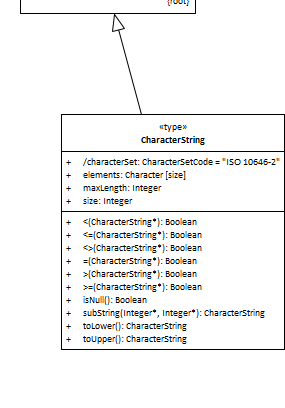 {root}
«type»
CharacterString
+ /characterSet: CharacterSetCode = "ISO 10646-2"
+ elements: Character [size]
+ maxLength: Integer
+ size: Integer
+ <(CharacterString*): Boolean
+ <=(CharacterString*): Boolean
+ <>(CharacterString*): Boolean
+ =(CharacterString*): Boolean
+ >(CharacterString*): Boolean
+ >=(CharacterString*): Boolean
+ isNull(): Boolean
+ subString(Integer*, Integer*): CharacterString
+ toLower(): CharacterString
+ toUpper(): CharacterString